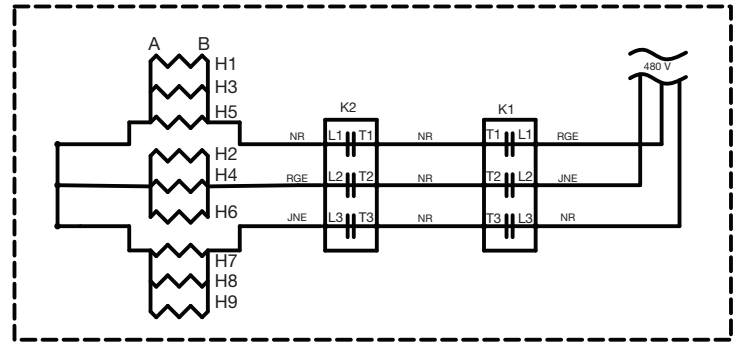 A B
H1
480 V
H3
H5
K2 K1
NR L1 T1 NR T1 L1 RGE
H2
H4
RGE L2 T2 NR T2 L2 JNE
H6
JNE L3 T3 NR T3 L3 NR
H7
H8
H9